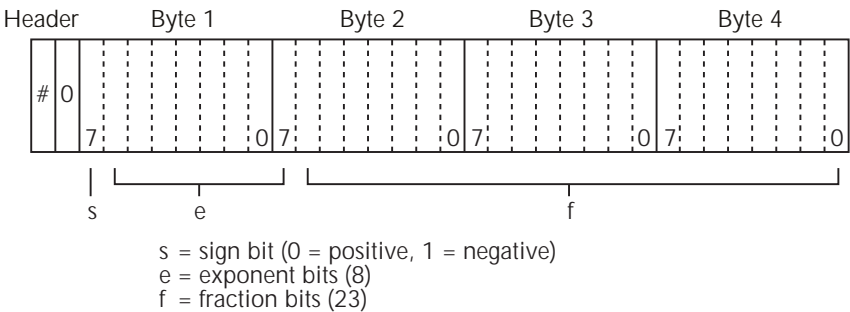 Header Byte 1 Byte 2 Byte 3 Byte 4
# 0
7 0 7 0 7 0 7 0
s e f
s = sign bit (0 = positive, 1 = negative)
e = exponent bits (8)
f = fraction bits (23)